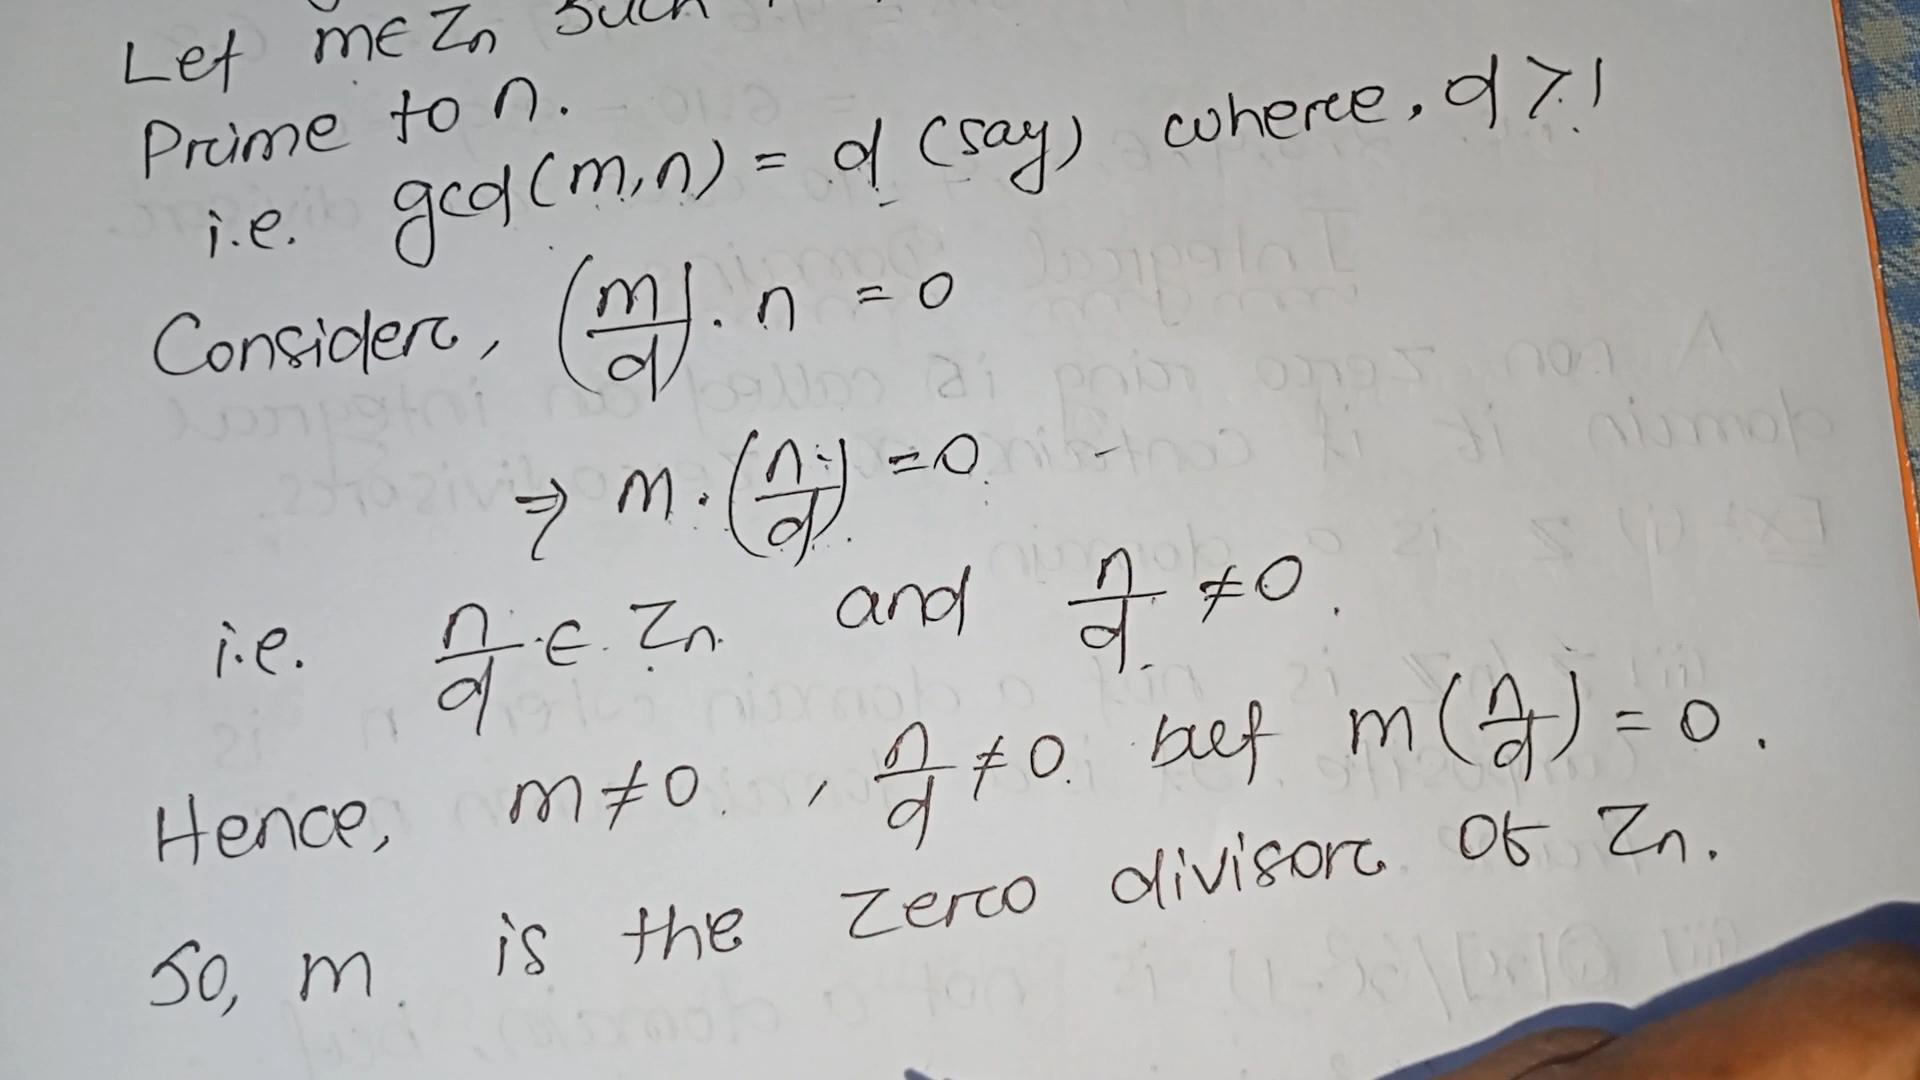 Let m∈Zn such
Prime to n.
i.e. gcd(m,n) = d (say) where, d > 1
Consider, (m/d) · n = 0
⇒ m · (n/d) = 0
i.e. n/d ∈ Zn and n/d ≠ 0.
Hence, m ≠ 0, n/d ≠ 0 but m(n/d) = 0.
So, m is the zero divisor of Zn.